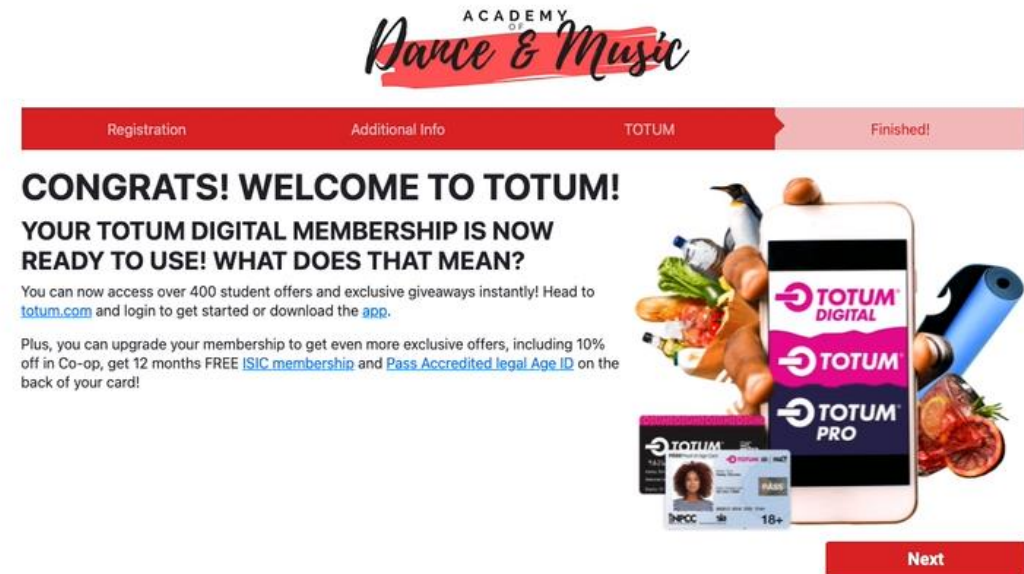 ACADEMY
OF
Dance & Music
Registration
Additional Info
TOTUM
Finished!
CONGRATS! WELCOME TO TOTUM!
YOUR TOTUM DIGITAL MEMBERSHIP IS NOW
READY TO USE! WHAT DOES THAT MEAN?
You can now access over 400 student offers and exclusive giveaways instantly! Head to
totum.com and login to get started or download the app.
Plus, you can upgrade your membership to get even more exclusive offers, including 10%
off in Co-op, get 12 months FREE ISIC membership and Pass Accredited legal Age ID on the
back of your card!
TOTUM
DIGITAL
TOTUM
TOTUM
PRO
TOTUM
TOTUM
PASS
NPCC
18+
Next